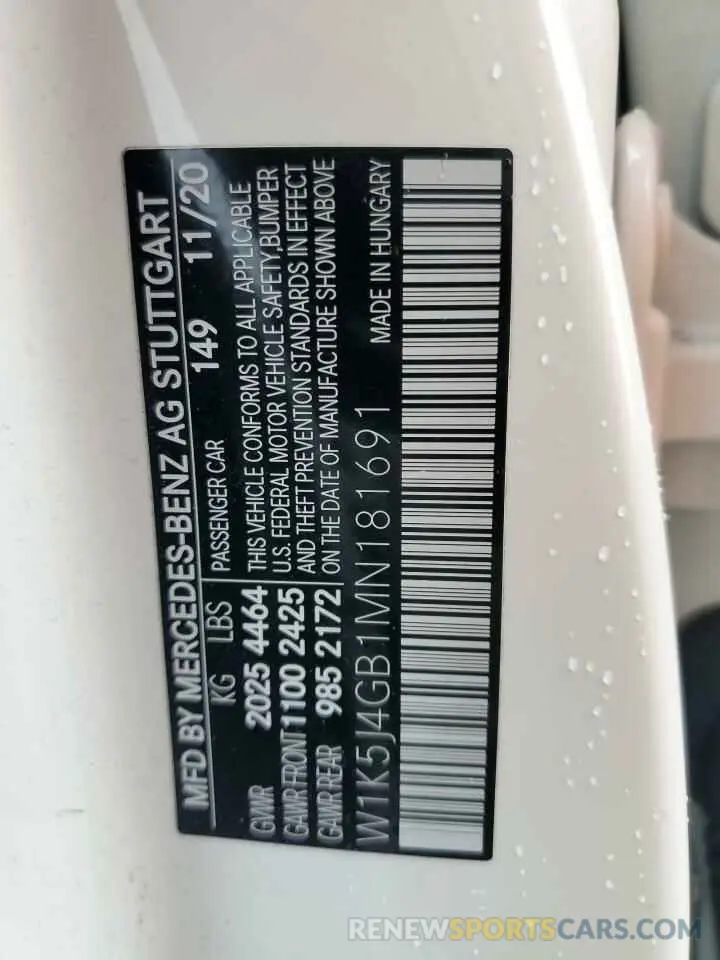 MFD BY MERCEDES-BENZ AG STUTTGART
KG LBS PASSENGER CAR 149 11/20
GVWR 2025 4464 THIS VEHICLE CONFORMS TO ALL APPLICABLE
GAWR FRONT 1100 2425 U.S. FEDERAL MOTOR VEHICLE SAFETY,BUMPER
GAWR REAR 985 2172 AND THEFT PREVENTION STANDARDS IN EFFECT
ON THE DATE OF MANUFACTURE SHOWN ABOVE
W1K5J4GB1MN181691 MADE IN HUNGARY
RENEWSPORTSCARS.COM